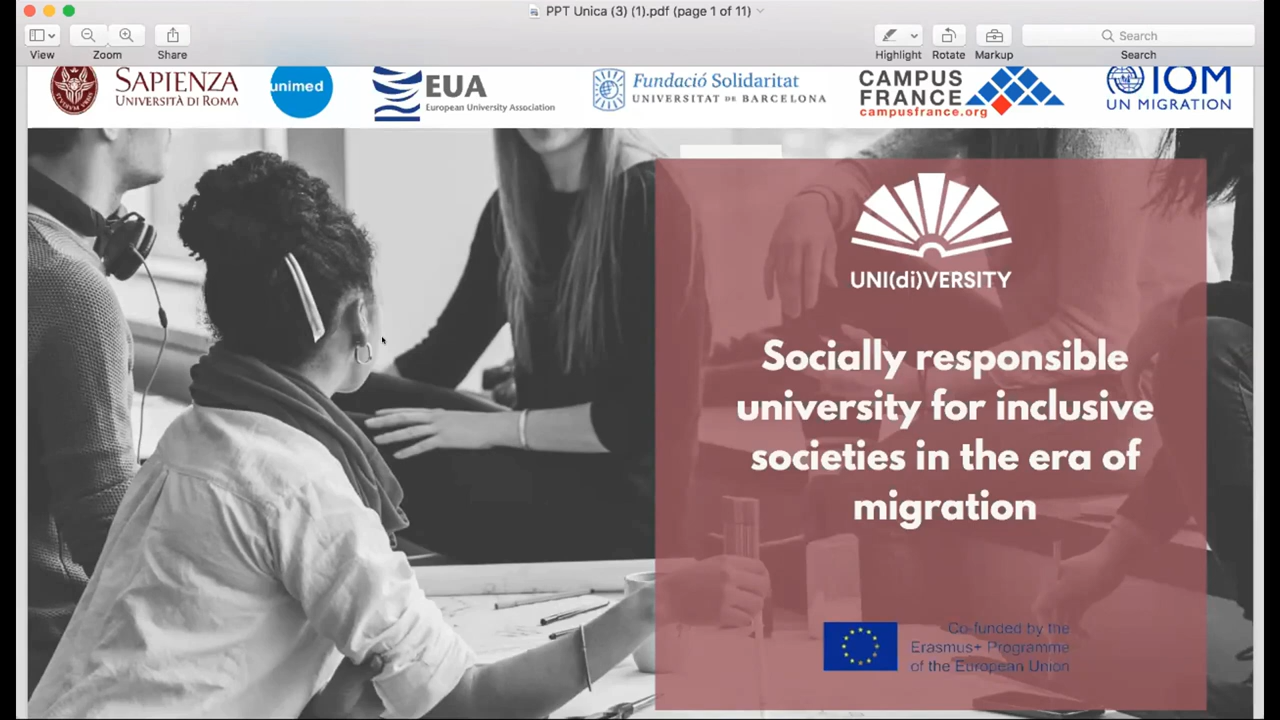 PPT Unica (3) (1).pdf (page 1 of 11)
View
Zoom
Share
Highlight
Rotate
Markup
Search
Search
SAPIENZA
UNIVERSITÀ DI ROMA
unimed
EUA
European University Association
Fundació Solidaritat
UNIVERSITAT DE BARCELONA
CAMPUS
FRANCE
campusfrance.org
IOM
UN MIGRATION
UNI(di)VERSITY
Socially responsible
university for inclusive
societies in the era of
migration
Co-funded by the
Erasmus+ Programme
of the European Union